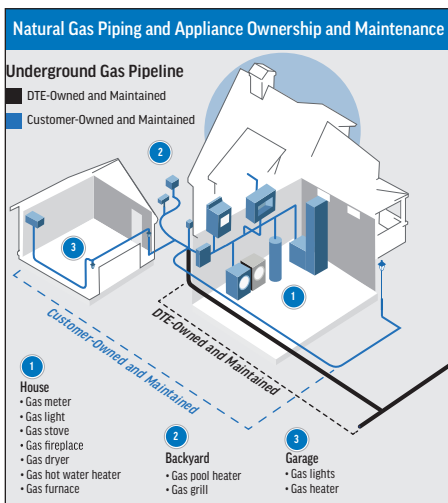 Natural Gas Piping and Appliance Ownership and Maintenance
Underground Gas Pipeline
DTE-Owned and Maintained
Customer-Owned and Maintained
2
3
1
Customer-Owned and Maintained
DTE-Owned and Maintained
1
House
• Gas meter
• Gas light
• Gas stove
• Gas fireplace
• Gas dryer
• Gas hot water heater
• Gas furnace
2
Backyard
• Gas pool heater
• Gas grill
3
Garage
• Gas lights
• Gas heater